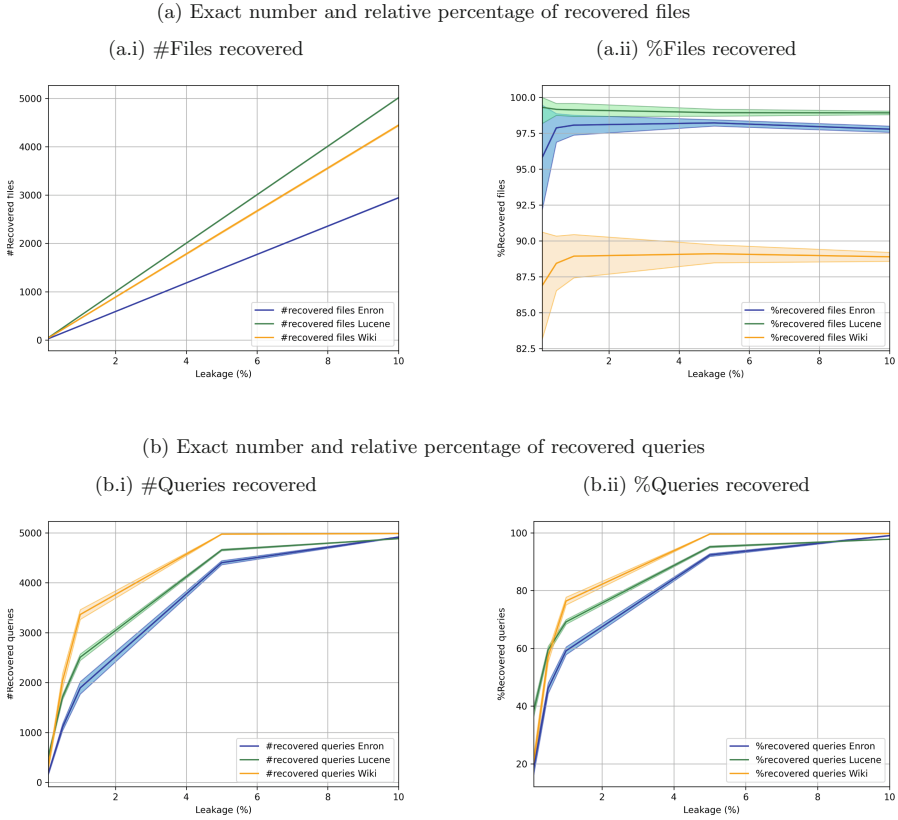 (a) Exact number and relative percentage of recovered files
(a.i) #Files recovered
5000
4000
3000
2000
1000
0
#Recovered files
#recovered files Enron
#recovered files Lucene
#recovered files Wiki
2
4
6
8
10
Leakage (%)
(a.ii) %Files recovered
100.0
97.5
95.0
92.5
90.0
87.5
85.0
82.5
%Recovered files
%recovered files Enron
%recovered files Lucene
%recovered files Wiki
2
4
6
8
10
Leakage (%)
(b) Exact number and relative percentage of recovered queries
(b.i) #Queries recovered
5000
4000
3000
2000
1000
0
#Recovered queries
#recovered queries Enron
#recovered queries Lucene
#recovered queries Wiki
2
4
6
8
10
Leakage (%)
(b.ii) %Queries recovered
100
80
60
40
20
%Recovered queries
%recovered queries Enron
%recovered queries Lucene
%recovered queries Wiki
2
4
6
8
10
Leakage (%)